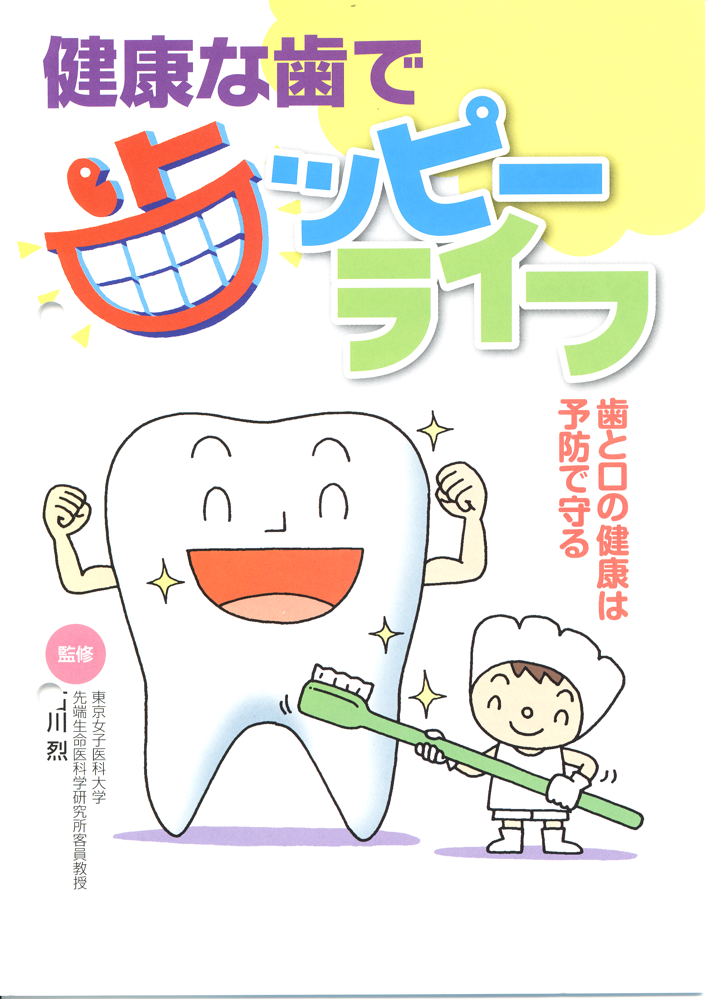 健康な歯で
歯ッピー
ライフ
歯と口の健康は
予防で守る
監修
東京女子医科大学
先端生命医科学研究所客員教授
川 烈